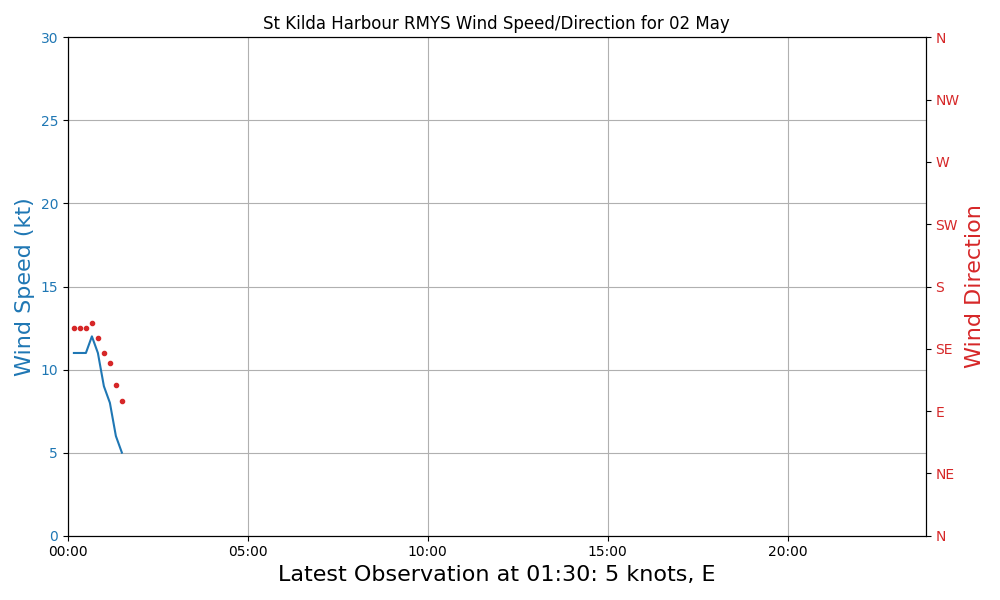 St Kilda Harbour RMYS Wind Speed/Direction for 02 May
Wind Speed (kt)
30
25
20
15
10
5
0
00:00
05:00
10:00
15:00
20:00
N
NW
W
SW
S
SE
E
NE
N
Wind Direction
Latest Observation at 01:30: 5 knots, E